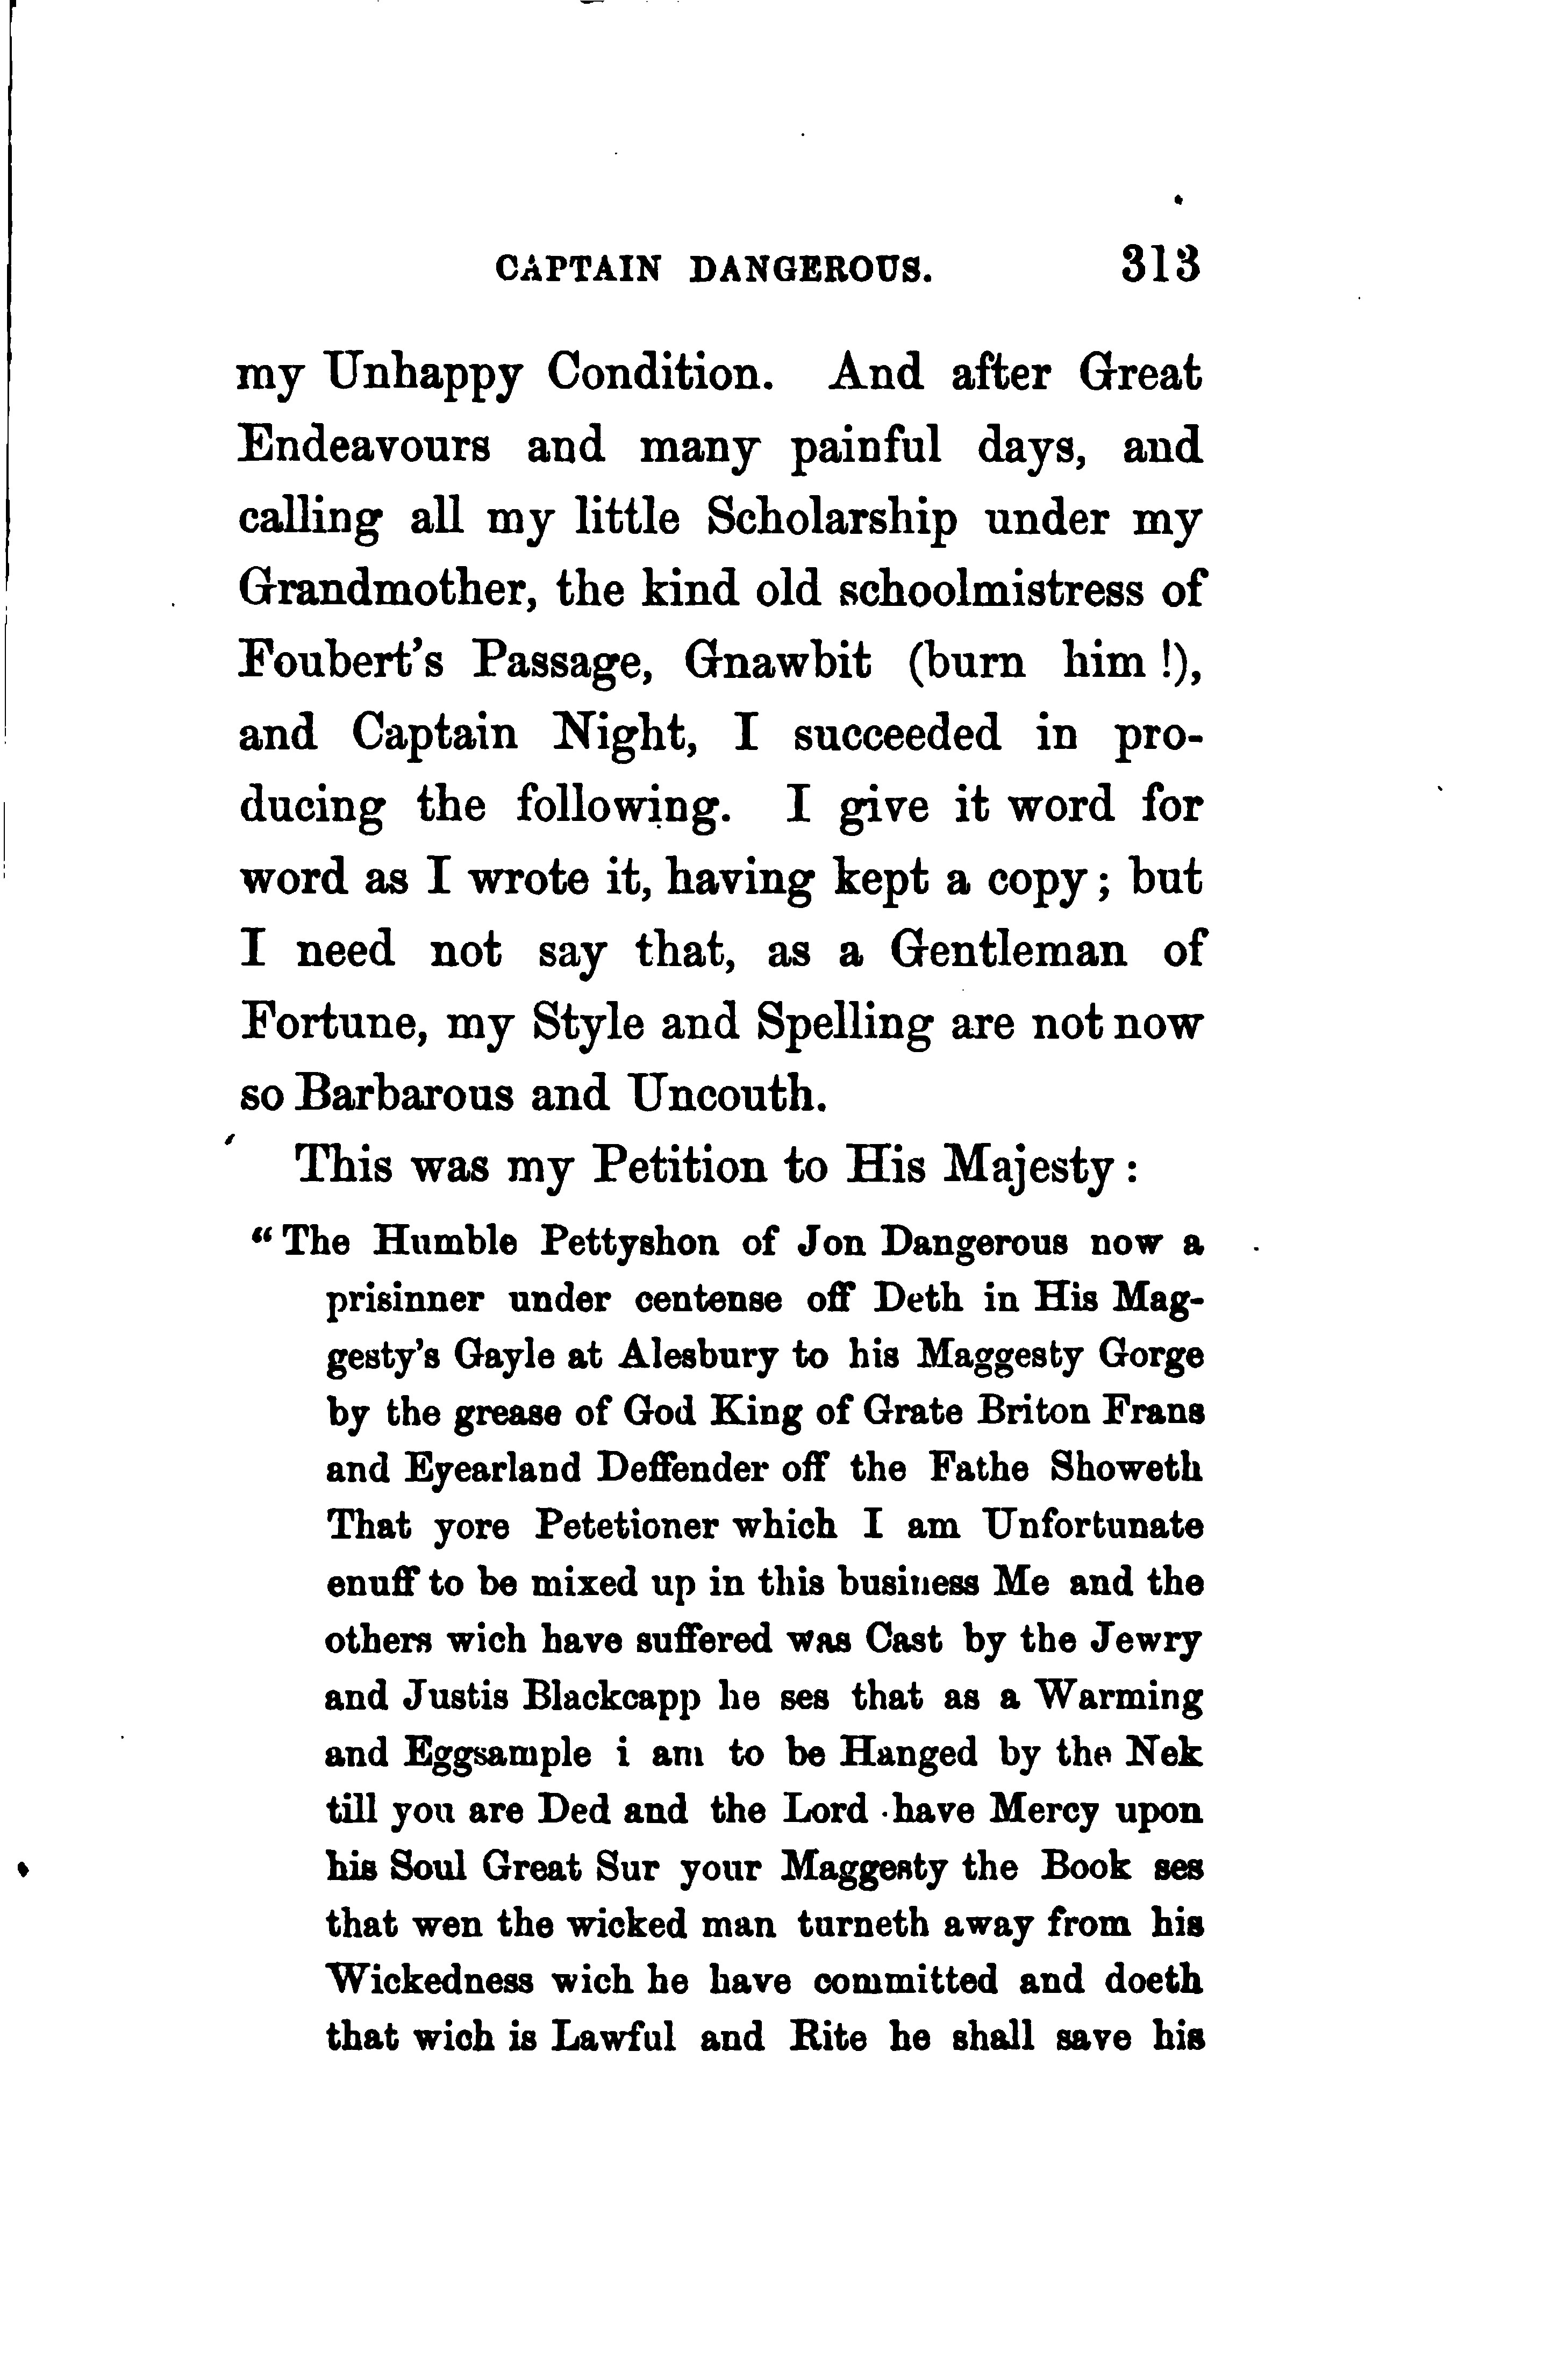 CAPTAIN DANGEROUS. 313
my Unhappy Condition. And after Great
Endeavours and many painful days, and
calling all my little Scholarship under my
Grandmother, the kind old schoolmistress of
Foubert's Passage, Gnawbit (burn him!),
and Captain Night, I succeeded in pro-
ducing the following. I give it word for
word as I wrote it, having kept a copy; but
I need not say that, as a Gentleman of
Fortune, my Style and Spelling are not now
so Barbarous and Uncouth.
This was my Petition to His Majesty:
"The Humble Pettyshon of Jon Dangerous now a
prisinner under centense off Deth in His Mag-
gesty's Gayle at Alesbury to his Maggesty Gorge
by the grease of God King of Grate Briton Frans
and Eyearland Deffender off the Fathe Showeth
That yore Petetioner which I am Unfortunate
enuff to be mixed up in this business Me and the
others wich have suffered was Cast by the Jewry
and Justis Blackcapp he ses that as a Warming
and Eggsample i am to be Hanged by the Nek
till you are Ded and the Lord have Mercy upon
his Soul Great Sur your Maggesty the Book ses
that wen the wicked man turneth away from his
Wickedness wich he have committed and doeth
that wich is Lawful and Rite he shall save his